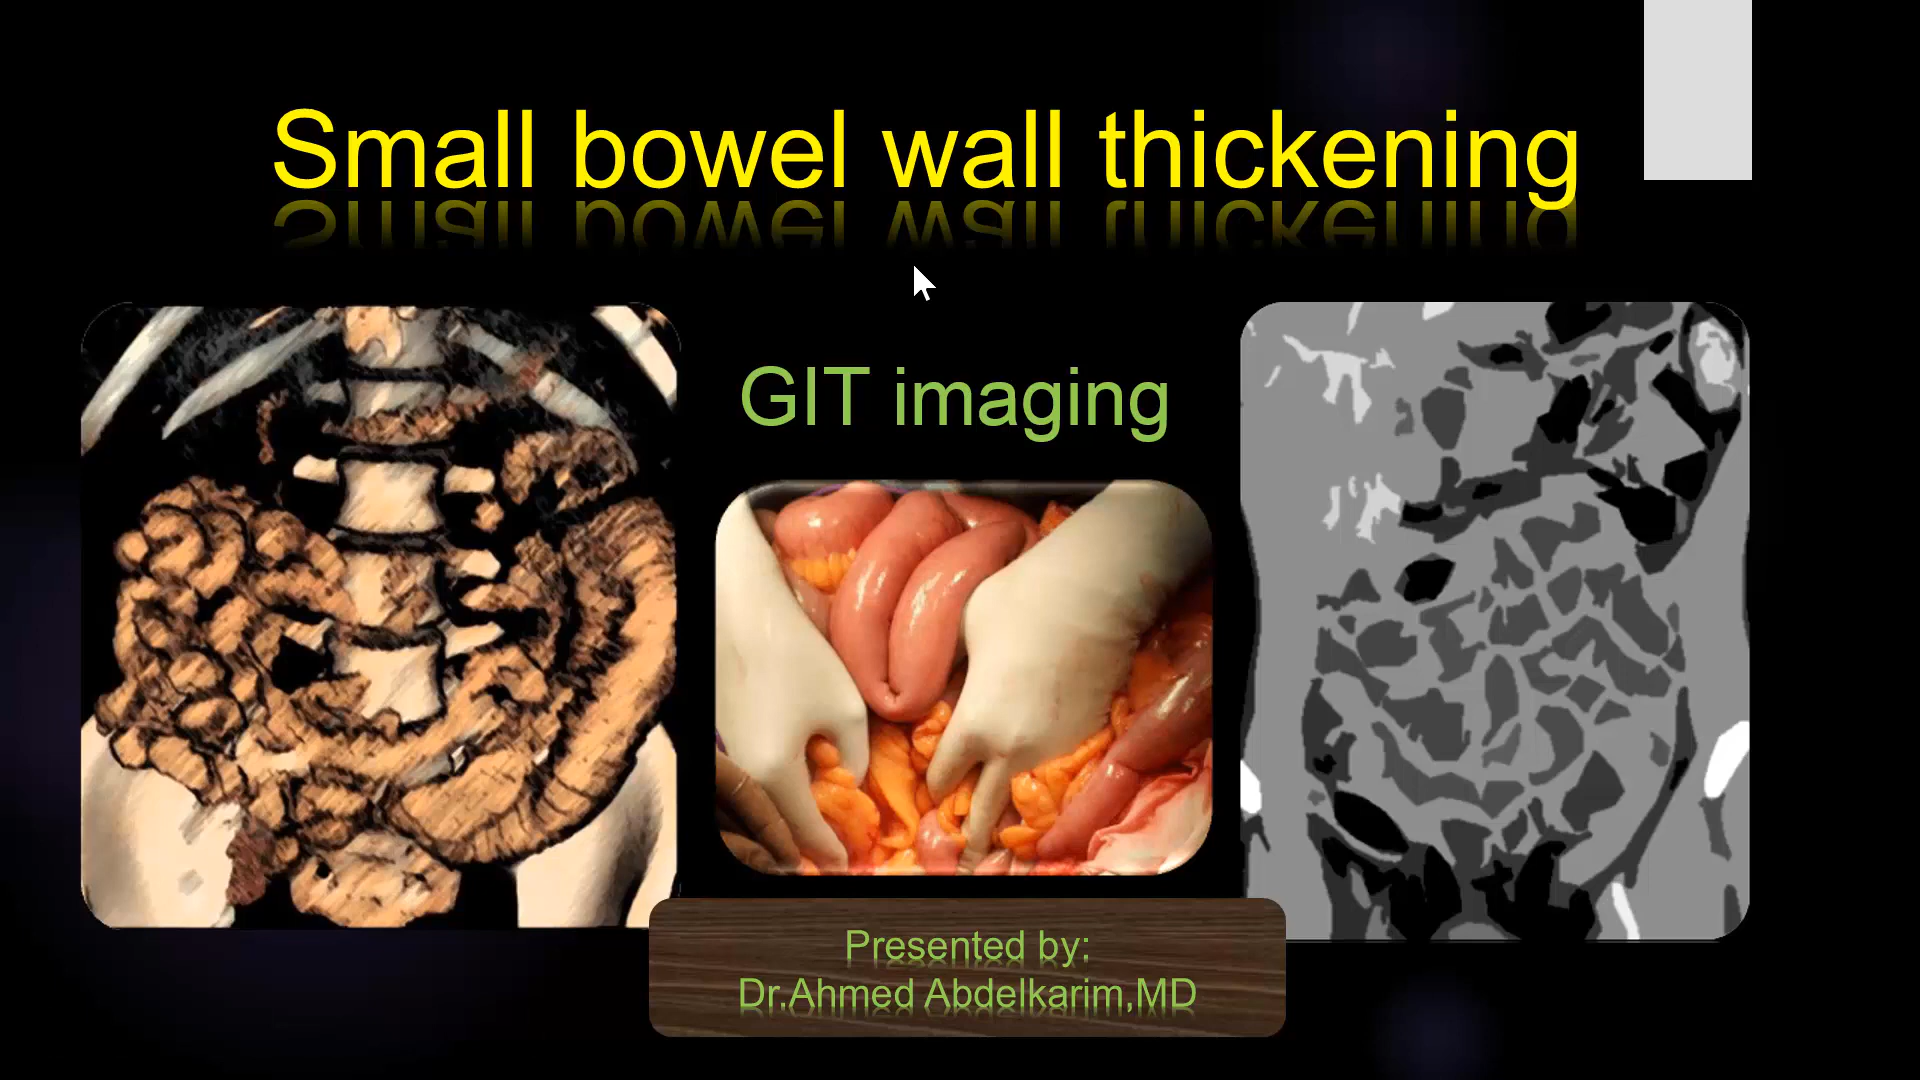 Small bowel wall thickening
GIT imaging
Presented by:
Dr.Ahmed Abdelkarim,MD